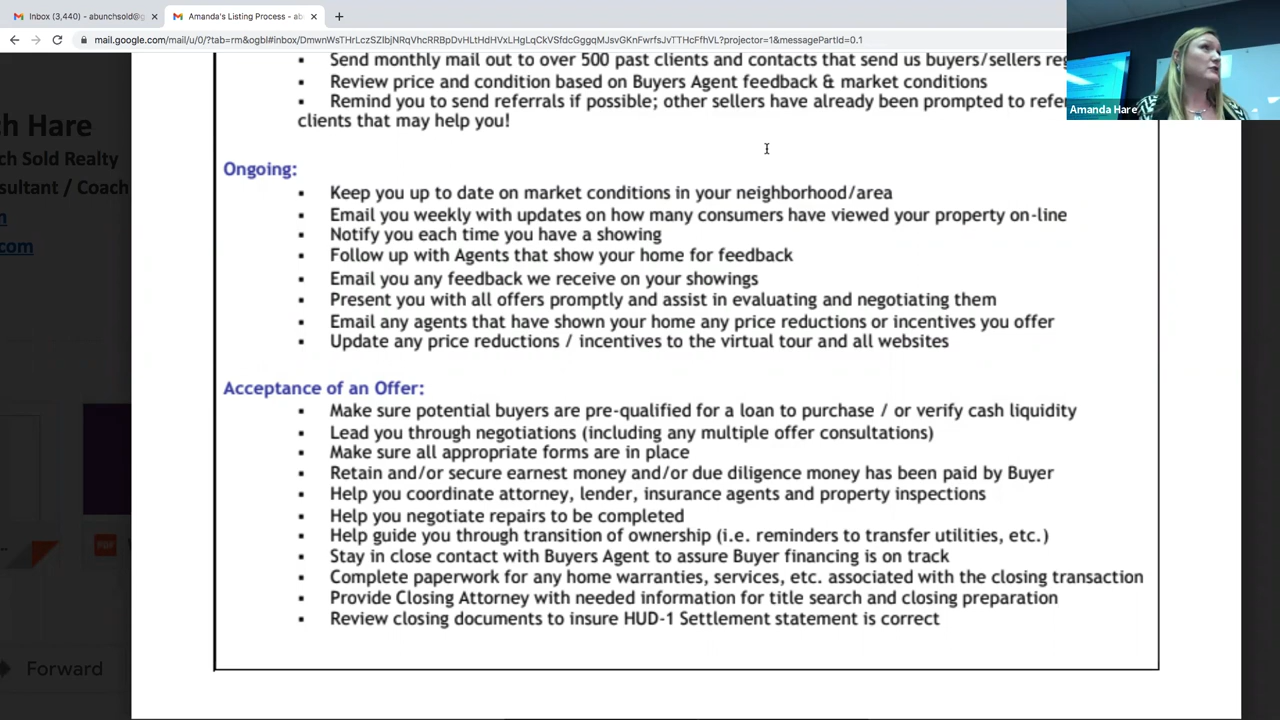 Inbox (3,440) - abunchsold@g
Amanda's Listing Process - ab
mail.google.com/mail/u/0/?tab=rm&ogbl#inbox/DmwnWsTHrLczSZlbjNRqVhcRRBpDvHLtHdHVxLHgLqCkVSfdcGggqMJsvGKnFwrfsJvTTHcFfhVL?projector=1&messagePartId=0.1
Amanda Hare
ch Hare
ch Sold Realty
sultant / Coach
m
.com
Forward
PDF
▪ Send monthly mail out to over 500 past clients and contacts that send us buyers/sellers re
▪ Review price and condition based on Buyers Agent feedback & market conditions
▪ Remind you to send referrals if possible; other sellers have already been prompted to refe
clients that may help you!
Ongoing:
▪ Keep you up to date on market conditions in your neighborhood/area
▪ Email you weekly with updates on how many consumers have viewed your property on-line
▪ Notify you each time you have a showing
▪ Follow up with Agents that show your home for feedback
▪ Email you any feedback we receive on your showings
▪ Present you with all offers promptly and assist in evaluating and negotiating them
▪ Email any agents that have shown your home any price reductions or incentives you offer
▪ Update any price reductions / incentives to the virtual tour and all websites
Acceptance of an Offer:
▪ Make sure potential buyers are pre-qualified for a loan to purchase / or verify cash liquidity
▪ Lead you through negotiations (including any multiple offer consultations)
▪ Make sure all appropriate forms are in place
▪ Retain and/or secure earnest money and/or due diligence money has been paid by Buyer
▪ Help you coordinate attorney, lender, insurance agents and property inspections
▪ Help you negotiate repairs to be completed
▪ Help guide you through transition of ownership (i.e. reminders to transfer utilities, etc.)
▪ Stay in close contact with Buyers Agent to assure Buyer financing is on track
▪ Complete paperwork for any home warranties, services, etc. associated with the closing transaction
▪ Provide Closing Attorney with needed information for title search and closing preparation
▪ Review closing documents to insure HUD-1 Settlement statement is correct